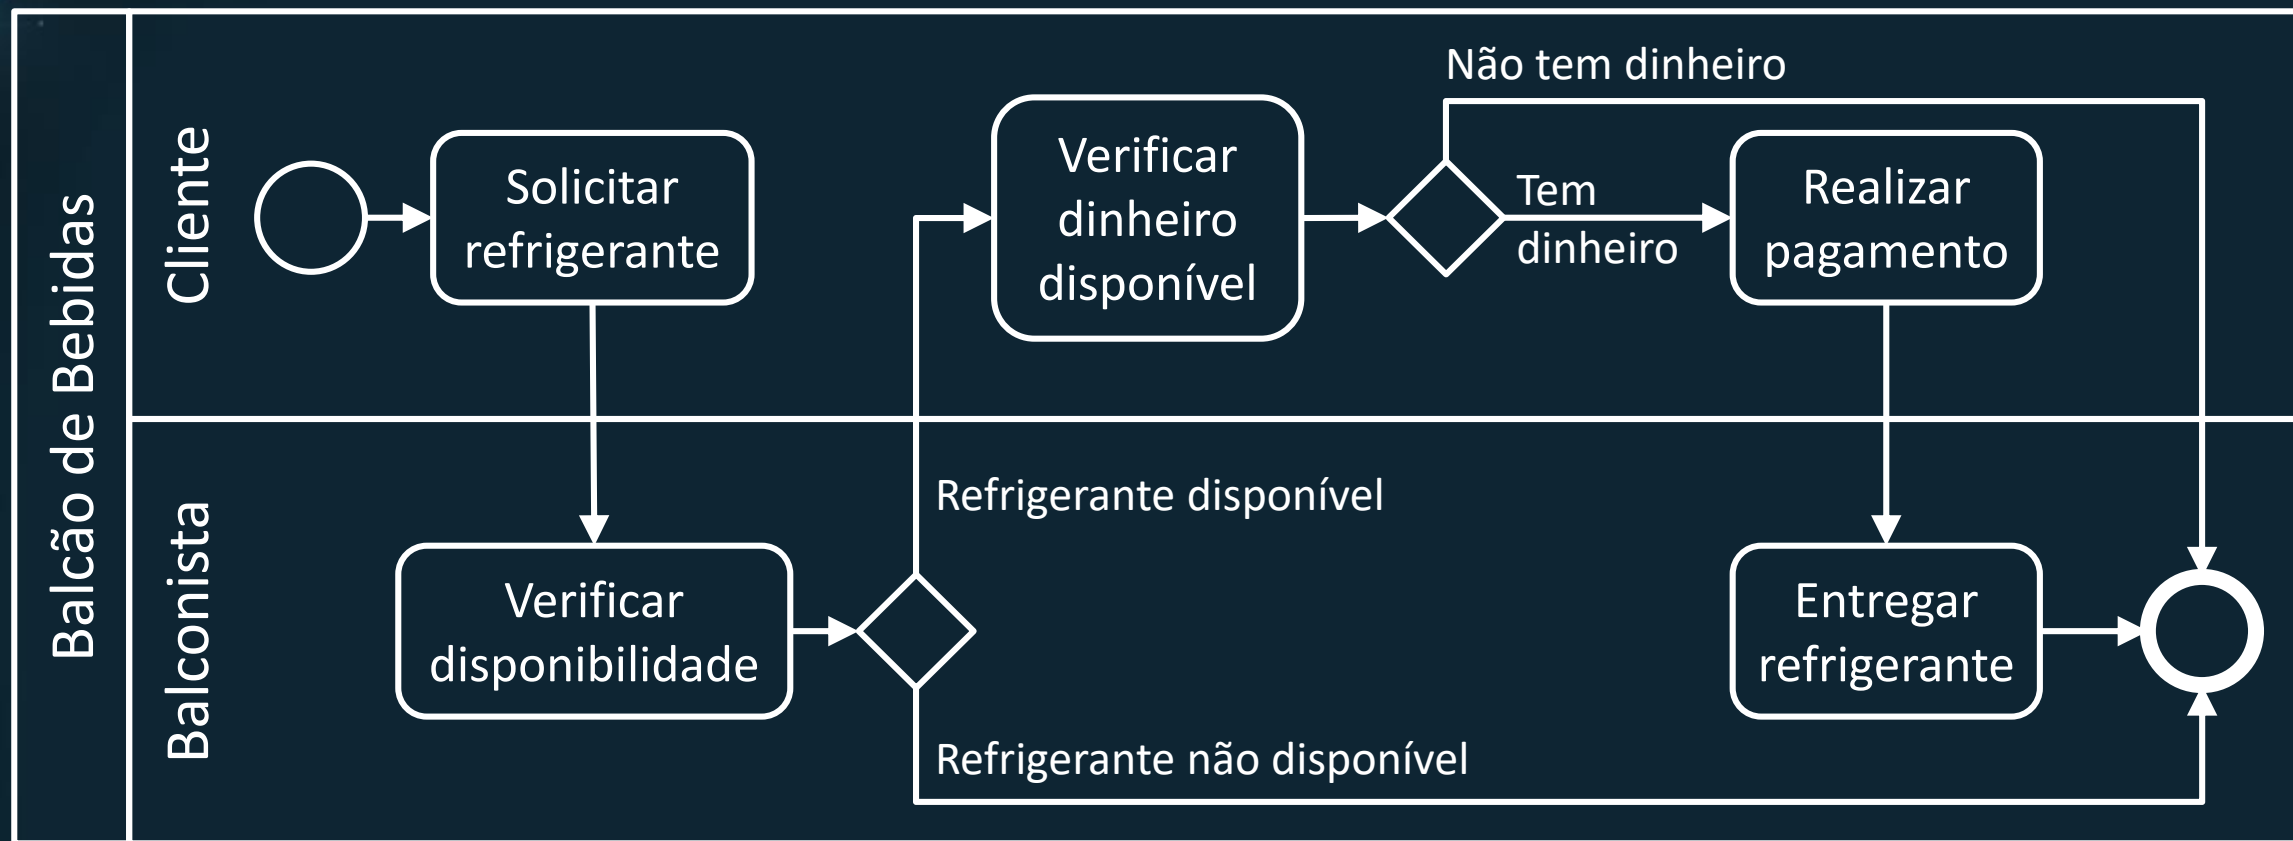 Balcão de Bebidas
Cliente
Solicitar
refrigerante
Verificar
dinheiro
disponível
Não tem dinheiro
Tem
dinheiro
Realizar
pagamento
Balconista
Verificar
disponibilidade
Refrigerante disponível
Refrigerante não disponível
Entregar
refrigerante